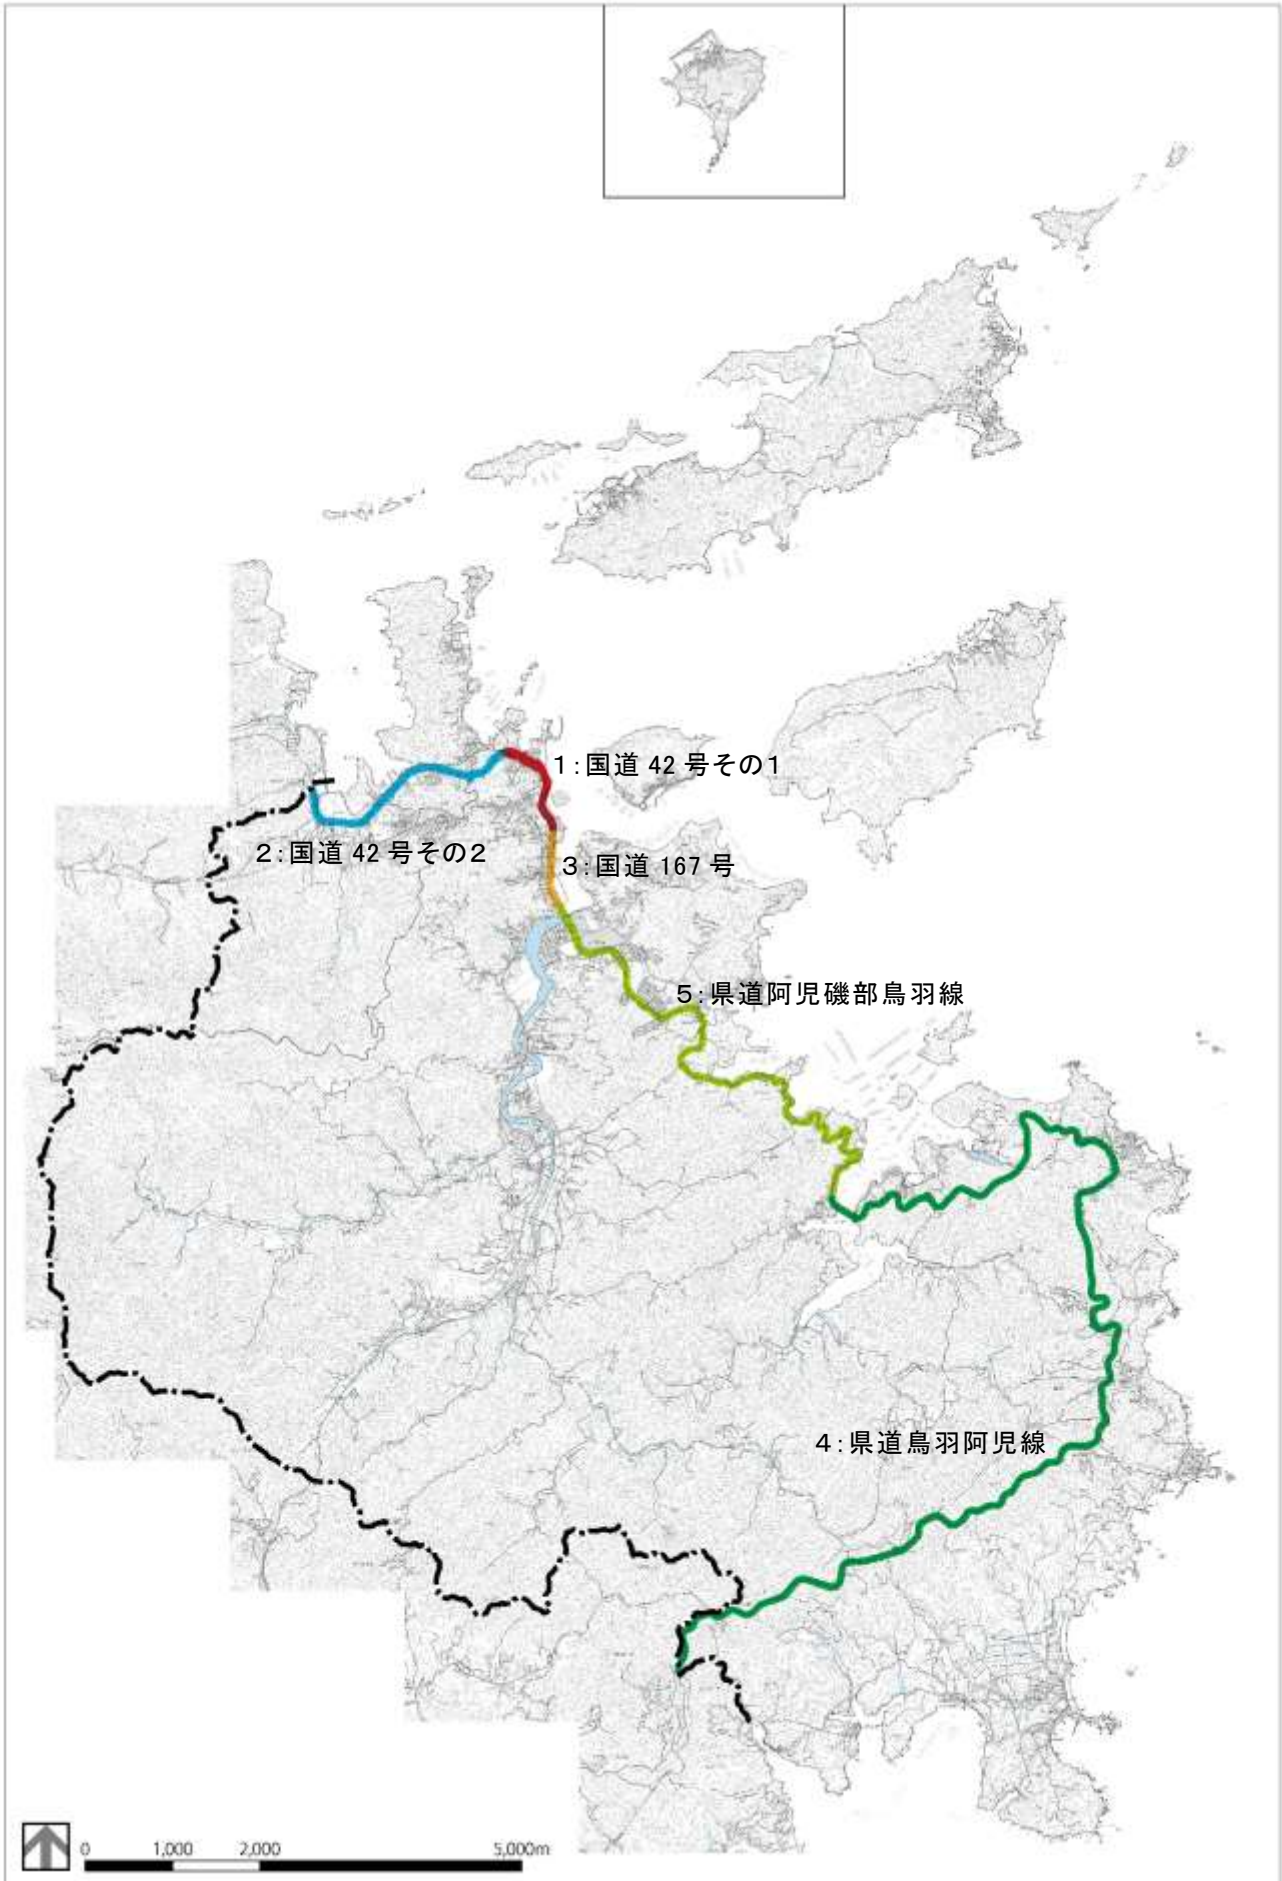 1:国道 42 号その1
2:国道 42 号その2
3:国道 167 号
5:県道阿児磯部鳥羽線
4:県道鳥羽阿児線
0 1,000 2,000 5,000m